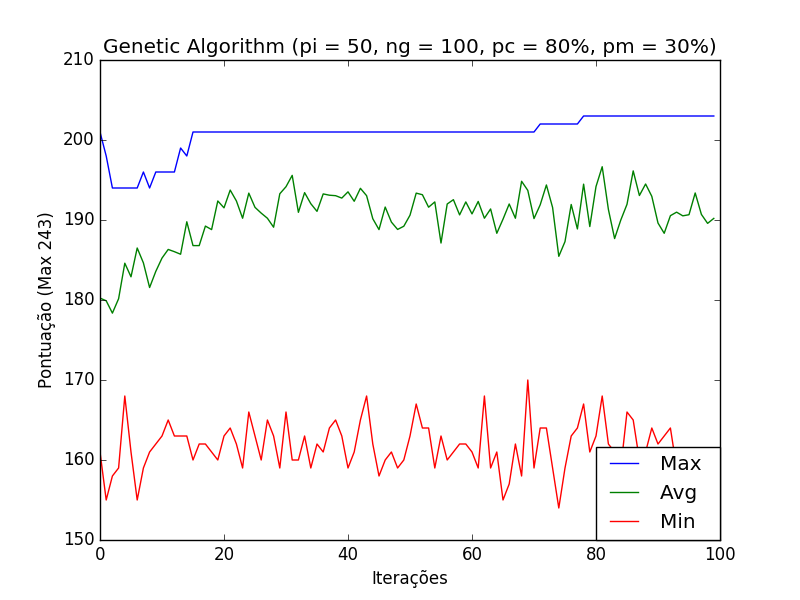 Genetic Algorithm (pi = 50, ng = 100, pc = 80%, pm = 30%)
210
200
190
180
170
160
150
Pontuação (Max 243)
Max
Avg
Min
0 20 40 60 80 100
Iterações